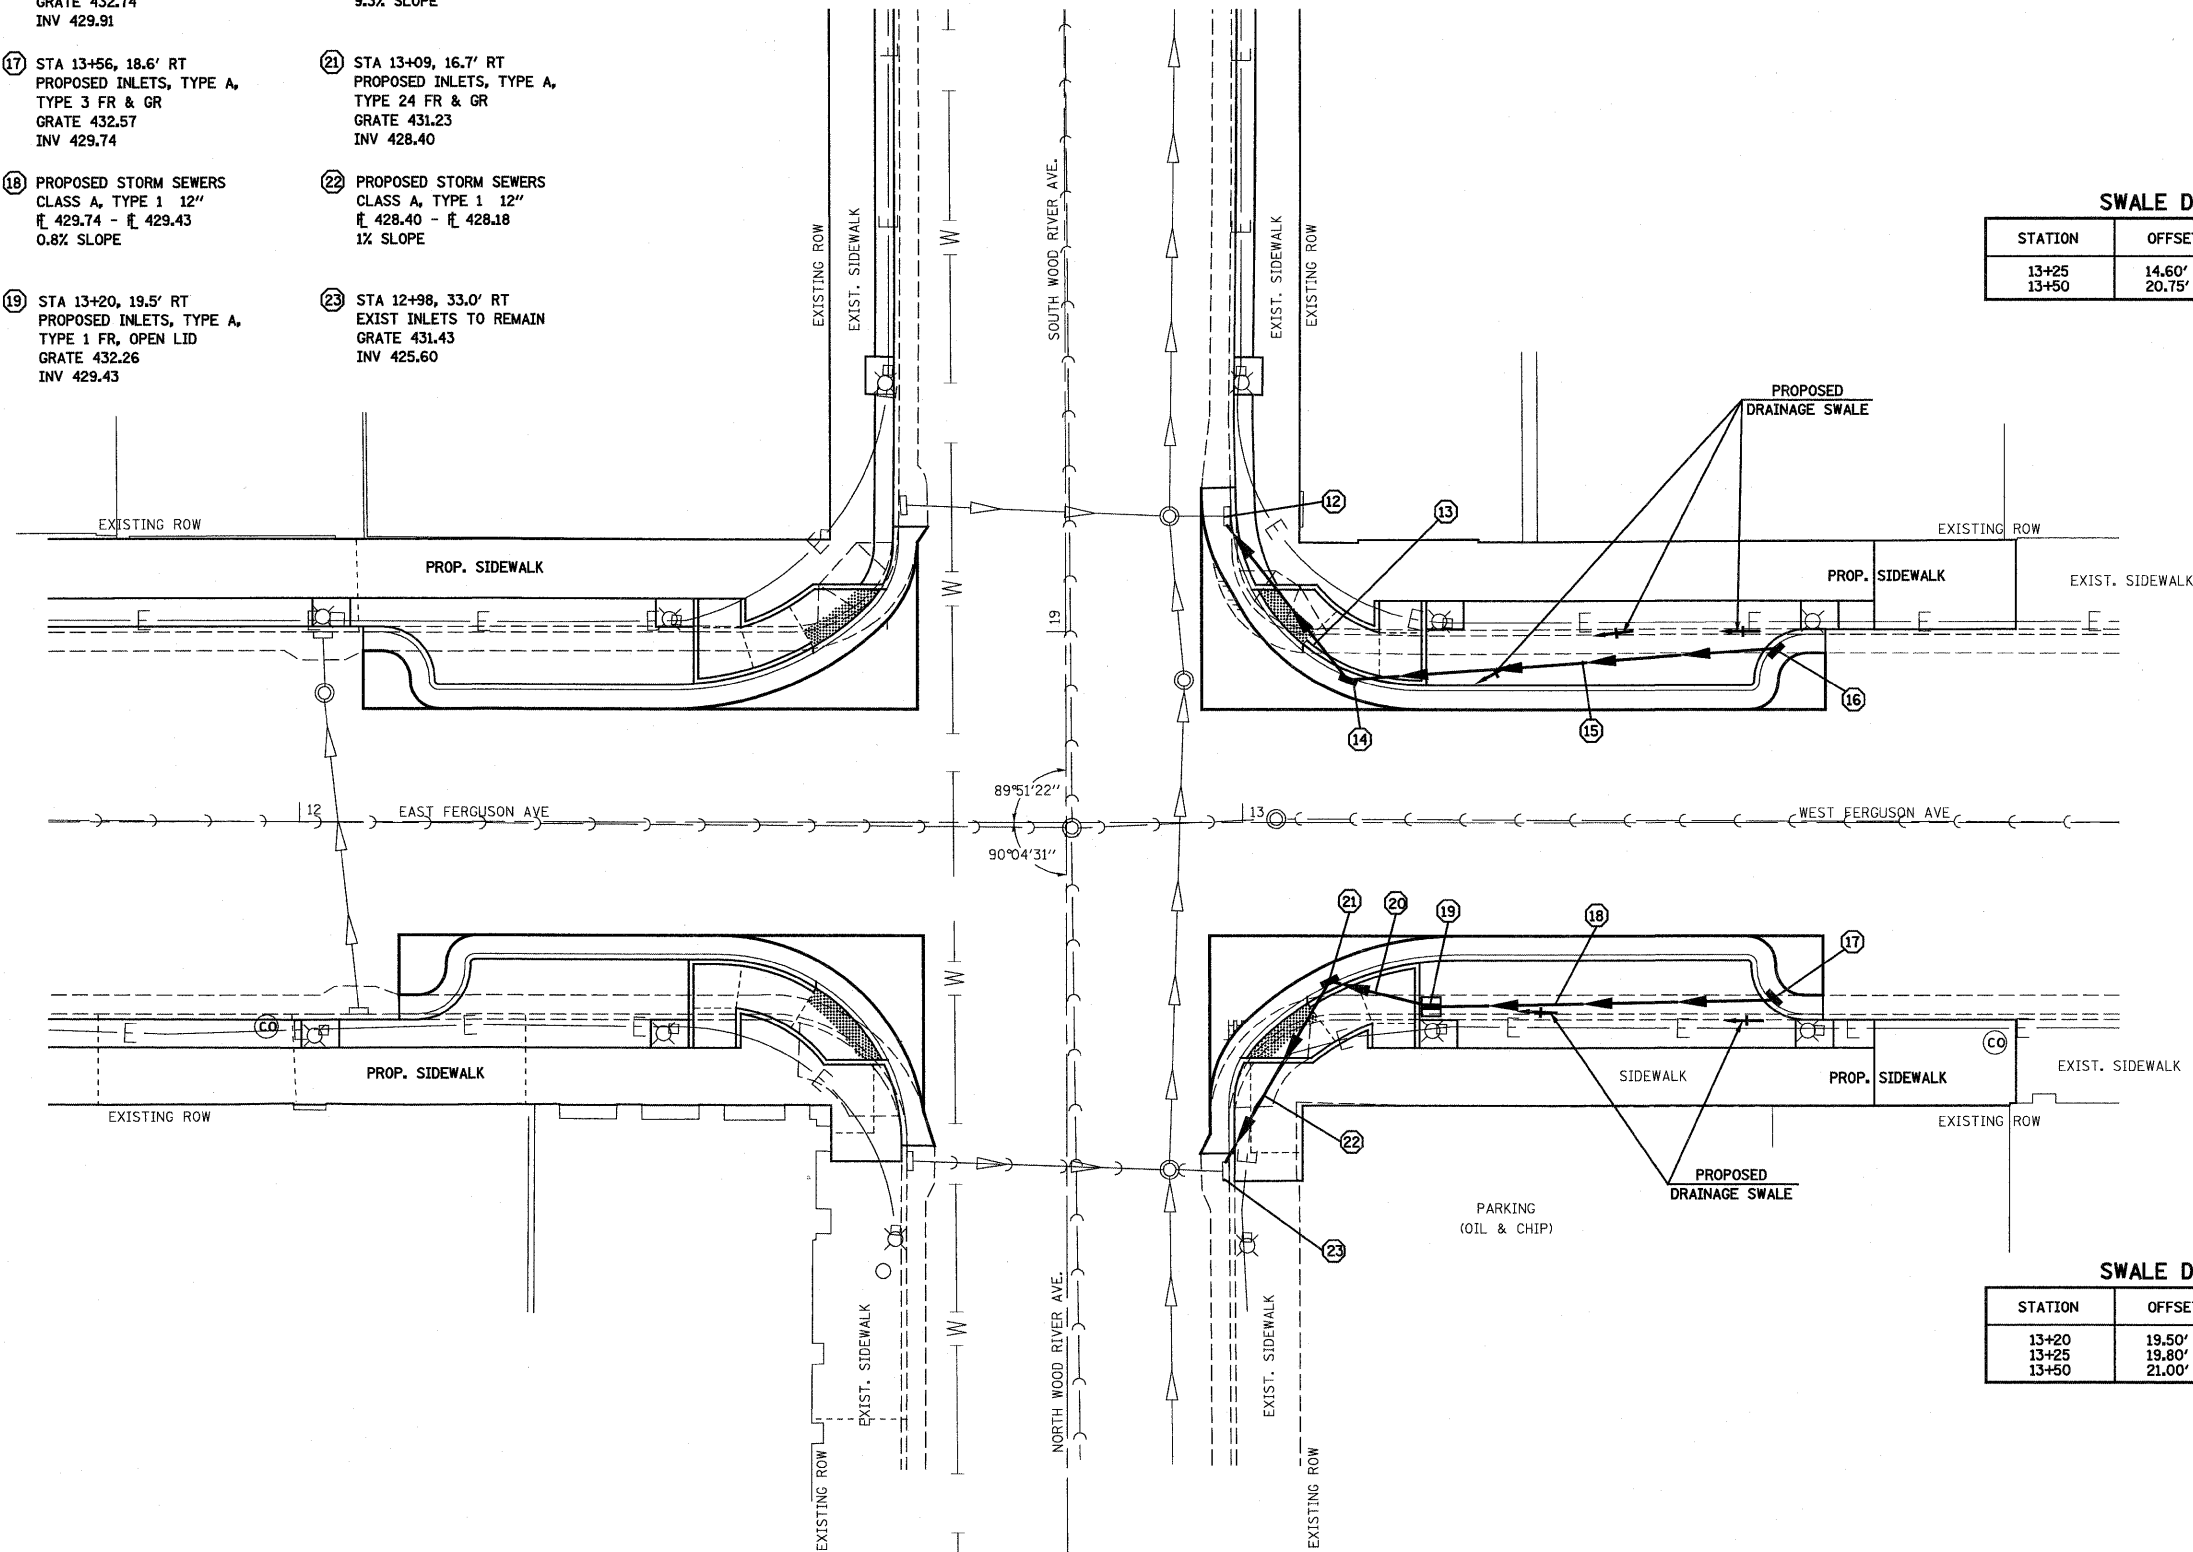 GRATE 432.74
INV 429.91
9.3% SLOPE
17 STA 13+56, 18.6' RT
PROPOSED INLETS, TYPE A,
TYPE 3 FR & GR
GRATE 432.57
INV 429.74
21 STA 13+09, 16.7' RT
PROPOSED INLETS, TYPE A,
TYPE 24 FR & GR
GRATE 431.23
INV 428.40
18 PROPOSED STORM SEWERS
CLASS A, TYPE 1 12"
FL 429.74 - FL 429.43
0.8% SLOPE
22 PROPOSED STORM SEWERS
CLASS A, TYPE 1 12"
FL 428.40 - FL 428.18
1% SLOPE
19 STA 13+20, 19.5' RT
PROPOSED INLETS, TYPE A,
TYPE 1 FR, OPEN LID
GRATE 432.26
INV 429.43
23 STA 12+98, 33.0' RT
EXIST INLETS TO REMAIN
GRATE 431.43
INV 425.60
SWALE D
STATION OFFSE
13+25 14.60'
13+50 20.75'
EXISTING ROW
EXIST. SIDEWALK
SOUTH WOOD RIVER AVE.
EXIST. SIDEWALK
EXISTING ROW
W
W
W
W
E
E
E
E
PROPOSED
DRAINAGE SWALE
12
13
EXISTING ROW
EXISTING ROW
PROP. SIDEWALK
PROP. SIDEWALK
EXIST. SIDEWALK
E
E
E
E
E
E
E
E
E
E
19
14
15
16
89°51'22"
12
EAST FERGUSON AVE
13
WEST FERGUSON AVE
90°04'31"
21
20
19
18
17
E
E
E
E
E
E
E
E
E
CO
CO
PROP. SIDEWALK
SIDEWALK
PROP. SIDEWALK
EXIST. SIDEWALK
EXISTING ROW
EXISTING ROW
22
PROPOSED
DRAINAGE SWALE
PARKING
(OIL & CHIP)
23
SWALE D
STATION OFFSE
13+20 19.50'
13+25 19.80'
13+50 21.00'
EXIST. SIDEWALK
NORTH WOOD RIVER AVE.
EXIST. SIDEWALK
EXISTING ROW
EXISTING ROW